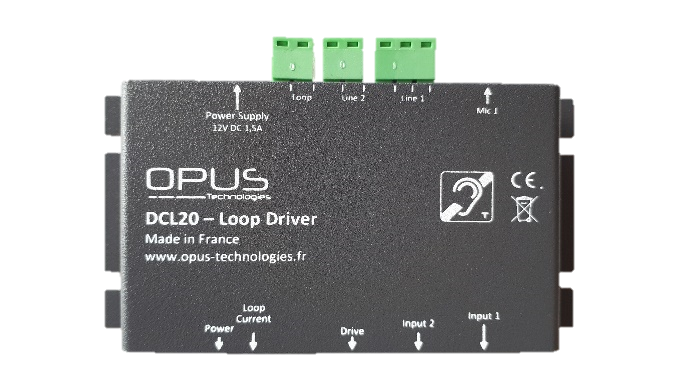 Loop
Line 2
Line 1
Power Supply
12V DC 1,5A
Mic 1
OPUS
Technologies
CE
T
DCL20 – Loop Driver
Made in France
www.opus-technologies.fr
Loop
Current
Power
Drive
Input 2
Input 1